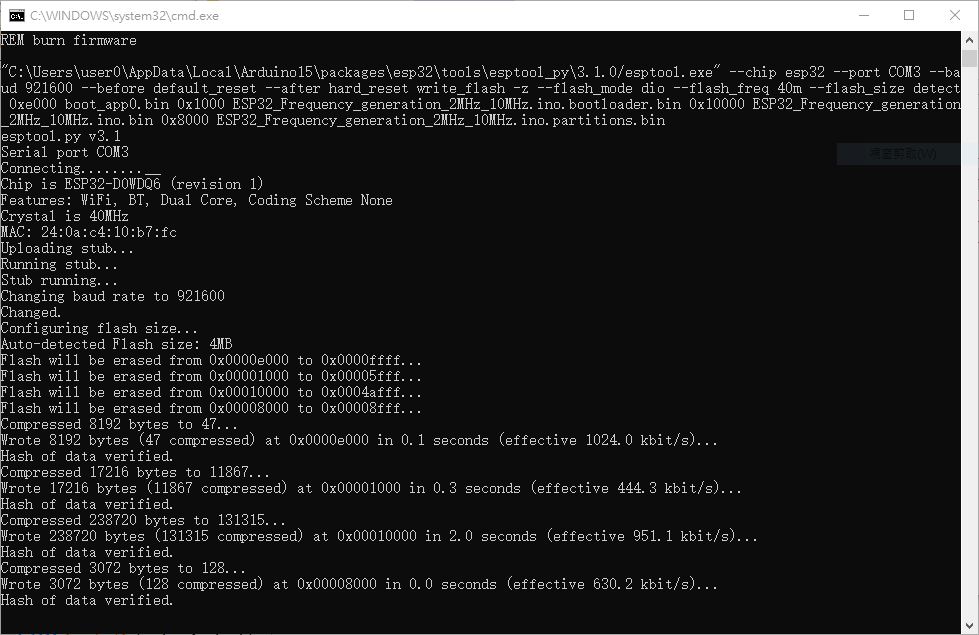 C:\WINDOWS\system32\cmd.exe
REM burn firmware
"C:\Users\user0\AppData\Local\Arduino15\packages\esp32\tools\esptool_py\3.1.0/esptool.exe" --chip esp32 --port COM3 --ba
ud 921600 --before default_reset --after hard_reset write_flash -z --flash_mode dio --flash_freq 40m --flash_size detect
 0xe000 boot_app0.bin 0x1000 ESP32_Frequency_generation_2MHz_10MHz.ino.bootloader.bin 0x10000 ESP32_Frequency_generation
_2MHz_10MHz.ino.bin 0x8000 ESP32_Frequency_generation_2MHz_10MHz.ino.partitions.bin
esptool.py v3.1
Serial port COM3
視窗剪取(W)
Connecting........__
Chip is ESP32-D0WDQ6 (revision 1)
Features: WiFi, BT, Dual Core, Coding Scheme None
Crystal is 40MHz
MAC: 24:0a:c4:10:b7:fc
Uploading stub...
Running stub...
Stub running...
Changing baud rate to 921600
Changed.
Configuring flash size...
Auto-detected Flash size: 4MB
Flash will be erased from 0x0000e000 to 0x0000ffff...
Flash will be erased from 0x00001000 to 0x00005fff...
Flash will be erased from 0x00010000 to 0x0004afff...
Flash will be erased from 0x00008000 to 0x00008fff...
Compressed 8192 bytes to 47...
Wrote 8192 bytes (47 compressed) at 0x0000e000 in 0.1 seconds (effective 1024.0 kbit/s)...
Hash of data verified.
Compressed 17216 bytes to 11867...
Wrote 17216 bytes (11867 compressed) at 0x00001000 in 0.3 seconds (effective 444.3 kbit/s)...
Hash of data verified.
Compressed 238720 bytes to 131315...
Wrote 238720 bytes (131315 compressed) at 0x00010000 in 2.0 seconds (effective 951.1 kbit/s)...
Hash of data verified.
Compressed 3072 bytes to 128...
Wrote 3072 bytes (128 compressed) at 0x00008000 in 0.0 seconds (effective 630.2 kbit/s)...
Hash of data verified.